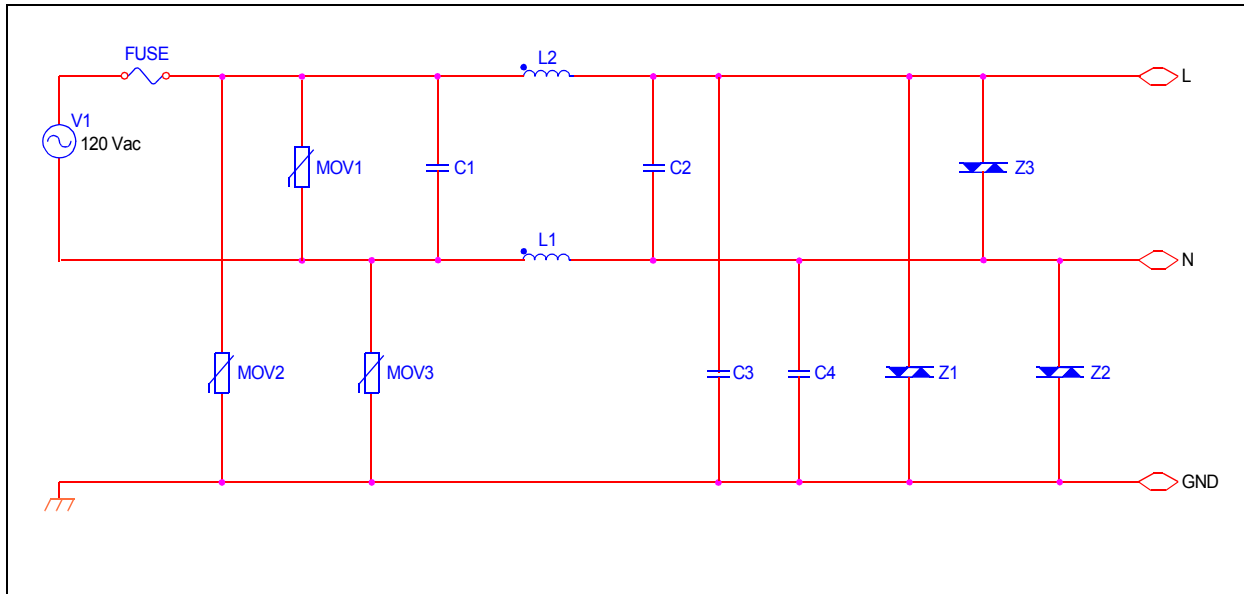 FUSE
L2
L
V1
120 Vac
MOV1
C1
C2
Z3
L1
N
MOV2
MOV3
C3
C4
Z1
Z2
GND